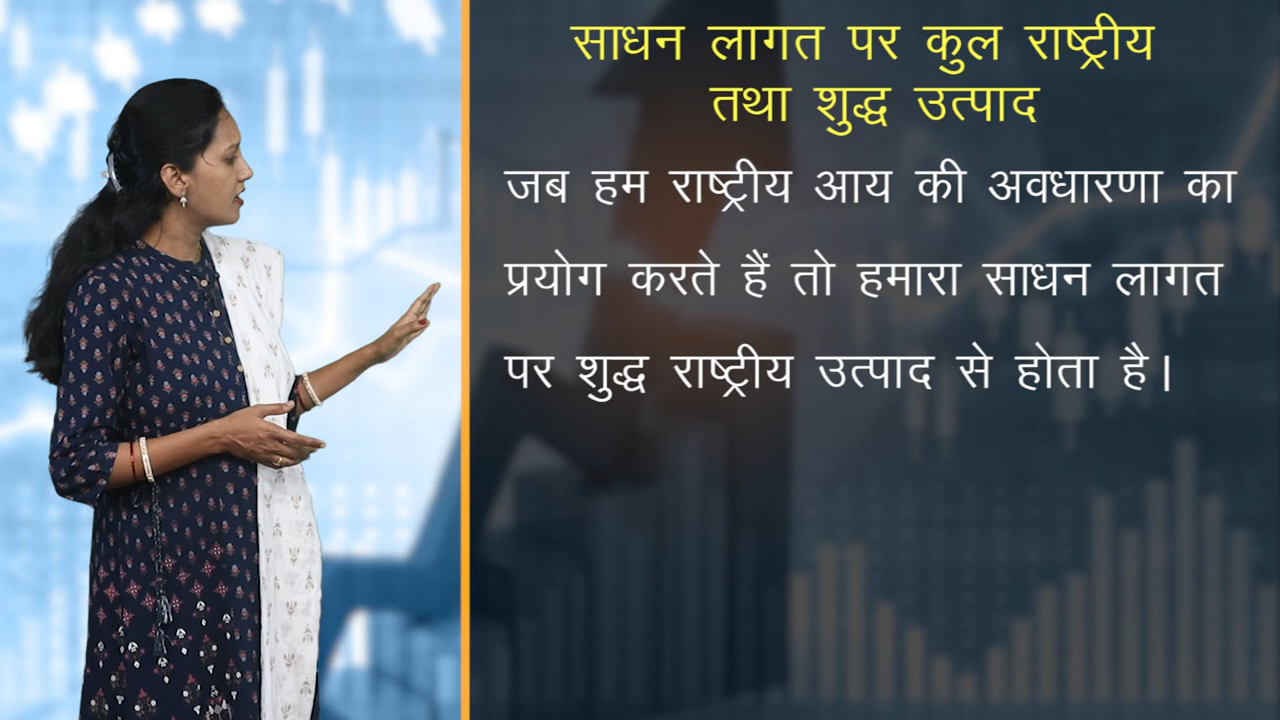 साधन लागत पर कुल राष्ट्रीय
तथा शुद्ध उत्पाद
जब हम राष्ट्रीय आय की अवधारणा का
प्रयोग करते हैं तो हमारा साधन लागत
पर शुद्ध राष्ट्रीय उत्पाद से होता है।